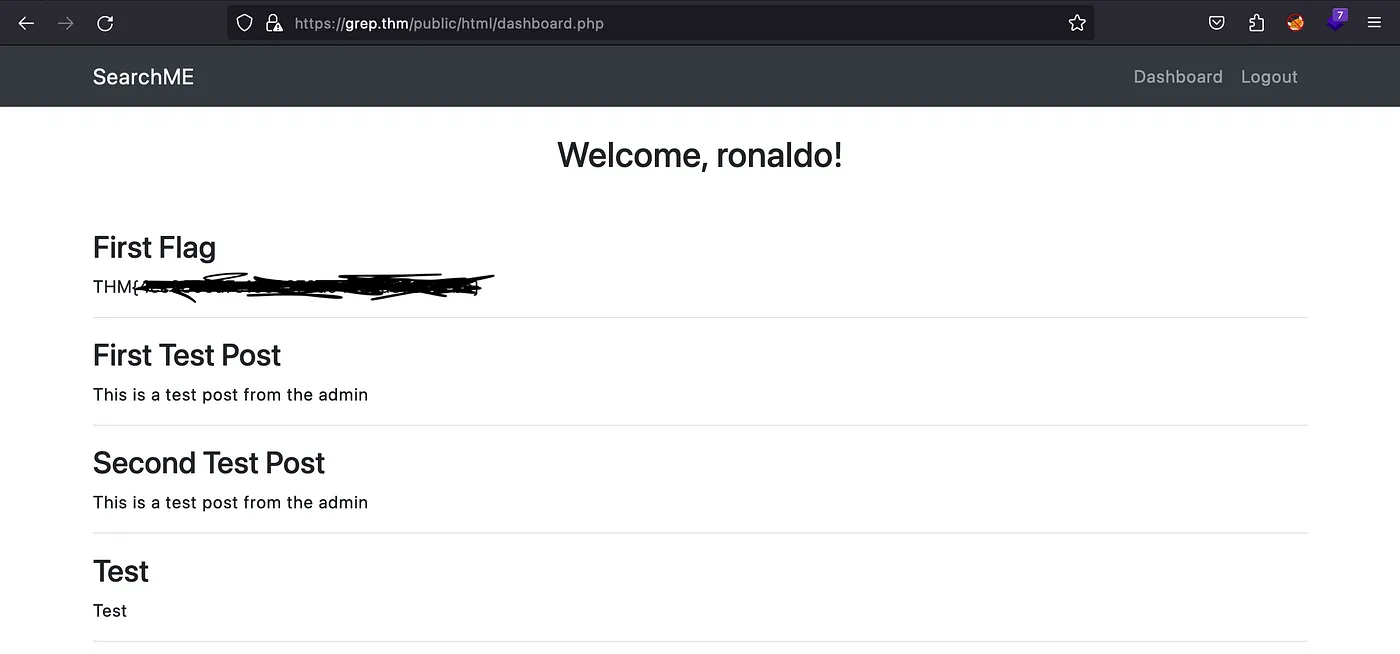 https://grep.thm/public/html/dashboard.php
7
SearchME
Dashboard Logout
Welcome, ronaldo!
First Flag
THM{
First Test Post
This is a test post from the admin
Second Test Post
This is a test post from the admin
Test
Test